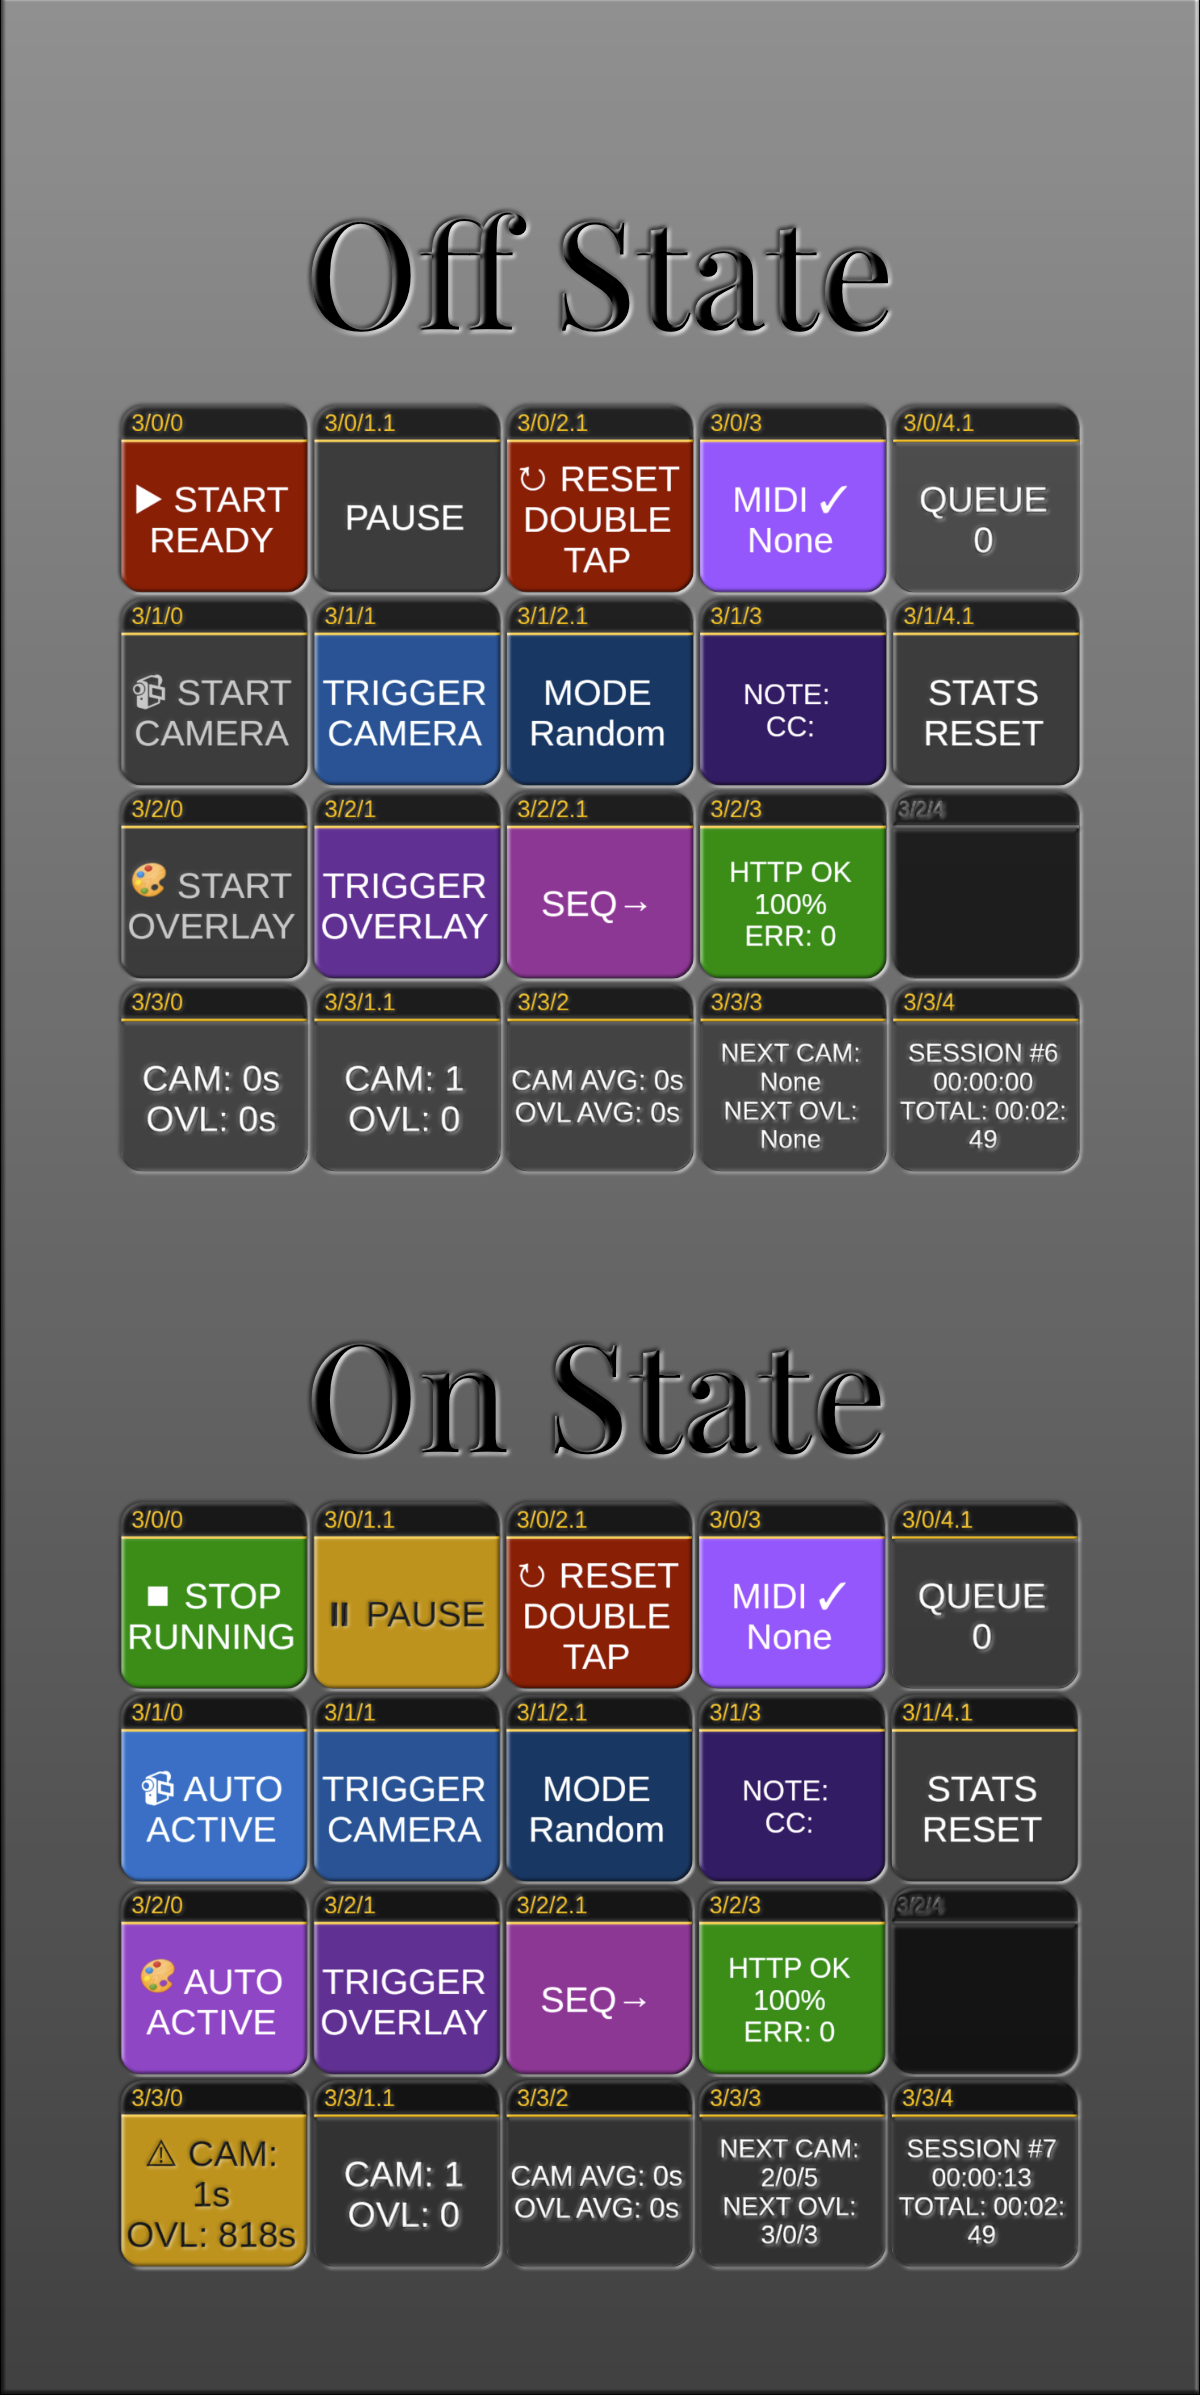 Off State
3/0/0
▶ START
READY
3/0/1.1
PAUSE
3/0/2.1
↻ RESET
DOUBLE
TAP
3/0/3
MIDI ✓
None
3/0/4.1
QUEUE
0
3/1/0
📹 START
CAMERA
3/1/1
TRIGGER
CAMERA
3/1/2.1
MODE
Random
3/1/3
NOTE:
CC:
3/1/4.1
STATS
RESET
3/2/0
🎨 START
OVERLAY
3/2/1
TRIGGER
OVERLAY
3/2/2.1
SEQ→
3/2/3
HTTP OK
100%
ERR: 0
3/2/4
3/3/0
CAM: 0s
OVL: 0s
3/3/1.1
CAM: 1
OVL: 0
3/3/2
CAM AVG: 0s
OVL AVG: 0s
3/3/3
NEXT CAM:
None
NEXT OVL:
None
3/3/4
SESSION #6
00:00:00
TOTAL: 00:02:
49
On State
3/0/0
■ STOP
RUNNING
3/0/1.1
⏸ PAUSE
3/0/2.1
↻ RESET
DOUBLE
TAP
3/0/3
MIDI ✓
None
3/0/4.1
QUEUE
0
3/1/0
📹 AUTO
ACTIVE
3/1/1
TRIGGER
CAMERA
3/1/2.1
MODE
Random
3/1/3
NOTE:
CC:
3/1/4.1
STATS
RESET
3/2/0
🎨 AUTO
ACTIVE
3/2/1
TRIGGER
OVERLAY
3/2/2.1
SEQ→
3/2/3
HTTP OK
100%
ERR: 0
3/2/4
3/3/0
⚠ CAM:
1s
OVL: 818s
3/3/1.1
CAM: 1
OVL: 0
3/3/2
CAM AVG: 0s
OVL AVG: 0s
3/3/3
NEXT CAM:
2/0/5
NEXT OVL:
3/0/3
3/3/4
SESSION #7
00:00:13
TOTAL: 00:02:
49